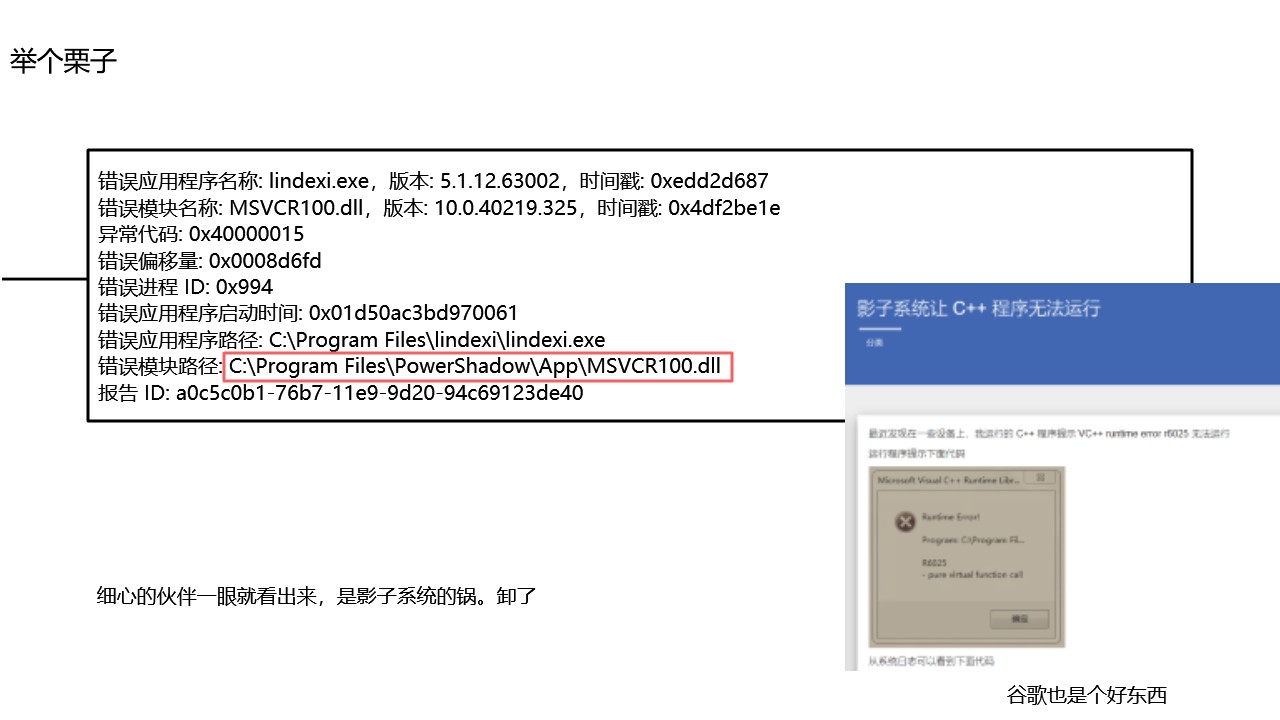 举个栗子
错误应用程序名称: lindexi.exe，版本: 5.1.12.63002，时间戳: 0xedd2d687
错误模块名称: MSVCR100.dll，版本: 10.0.40219.325，时间戳: 0x4df2be1e
异常代码: 0x40000015
错误偏移量: 0x0008d6fd
错误进程 ID: 0x994
错误应用程序启动时间: 0x01d50ac3bd970061
错误应用程序路径: C:\Program Files\lindexi\lindexi.exe
错误模块路径: C:\Program Files\PowerShadow\App\MSVCR100.dll
报告 ID: a0c5c0b1-76b7-11e9-9d20-94c69123de40
影子系统让 C++ 程序无法运行
分类
最近发现在一些设备上，我运行的 C++ 程序提示 VC++ runtime error r6025 无法运行
运行程序提示下面代码
Microsoft Visual C++ Runtime Libr...
Runtime Error!
Program: C:\Program Fil...
R6025
- pure virtual function call
确定
从系统日志可以看到下面代码
细心的伙伴一眼就看出来，是影子系统的锅。卸了
谷歌也是个好东西